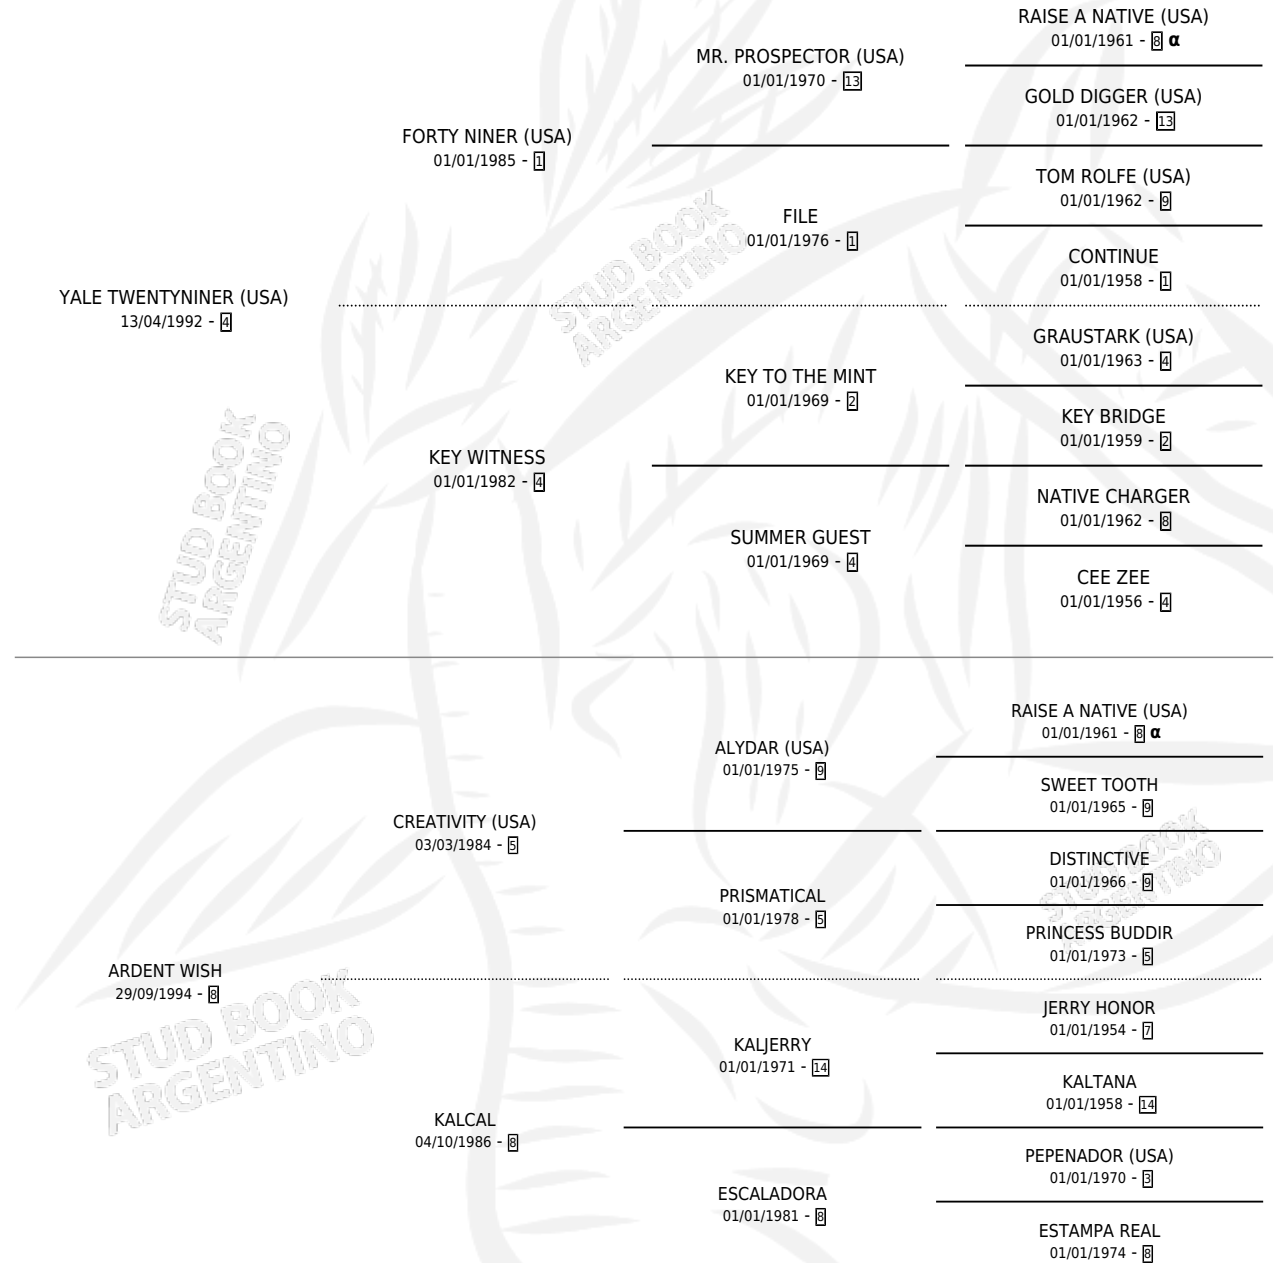 RAISE A NATIVE (USA)
01/01/1961 - 8 α
MR. PROSPECTOR (USA)
01/01/1970 - 13
GOLD DIGGER (USA)
01/01/1962 - 13
FORTY NINER (USA)
01/01/1985 - 1
TOM ROLFE (USA)
01/01/1962 - 9
FILE
01/01/1976 - 1
CONTINUE
01/01/1958 - 1
YALE TWENTYNINER (USA)
13/04/1992 - 4
GRAUSTARK (USA)
01/01/1963 - 4
KEY TO THE MINT
01/01/1969 - 2
KEY BRIDGE
01/01/1959 - 2
KEY WITNESS
01/01/1982 - 4
NATIVE CHARGER
01/01/1962 - 8
SUMMER GUEST
01/01/1969 - 4
CEE ZEE
01/01/1956 - 4
RAISE A NATIVE (USA)
01/01/1961 - 8 α
ALYDAR (USA)
01/01/1975 - 9
SWEET TOOTH
01/01/1965 - 9
CREATIVITY (USA)
03/03/1984 - 5
DISTINCTIVE
01/01/1966 - 9
PRISMATICAL
01/01/1978 - 5
PRINCESS BUDDIR
01/01/1973 - 5
ARDENT WISH
29/09/1994 - 8
JERRY HONOR
01/01/1954 - 7
KALJERRY
01/01/1971 - 14
KALTANA
01/01/1958 - 14
KALCAL
04/10/1986 - 8
PEPENADOR (USA)
01/01/1970 - 3
ESCALADORA
01/01/1981 - 8
ESTAMPA REAL
01/01/1974 - 8
STUD BOOK
ARGENTINO
STUD BOOK
ARGENTINO
STUD BOOK
ARGENTINO
STUD BOOK
ARGENTINO